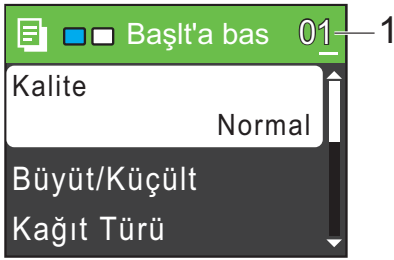 Başlt'a bas 01 1
Kalite
Normal
Büyüt/Küçült
Kağıt Türü